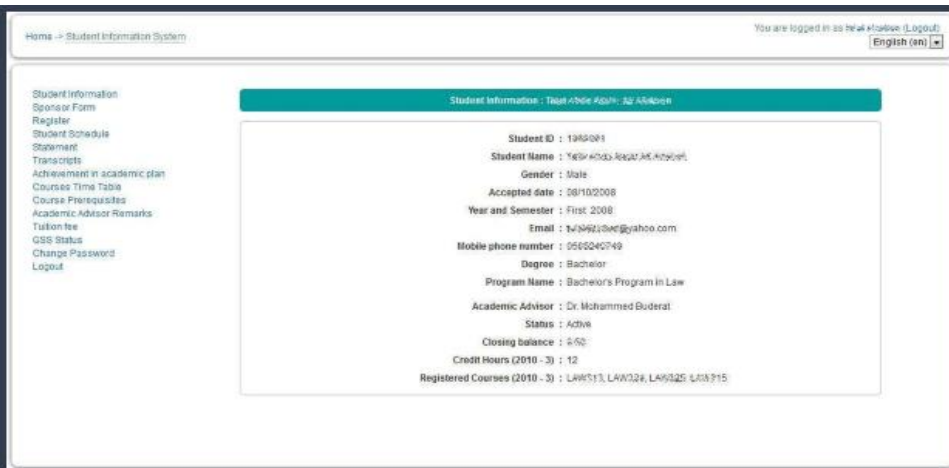 Home -> Student Information System
You are logged in as (Logout)
English (en)
Student Information
Sponsor Form
Register
Student Schedule
Statement
Transcripts
Achievement in academic plan
Courses Time Table
Course Prerequisites
Academic Advisor Remarks
Tuition fee
GSS Status
Change Password
Logout
Student Information :
Student ID :
Student Name :
Gender : Male
Accepted date : 08/10/2008
Year and Semester : First 2008
Email : @yahoo.com
Mobile phone number :
Degree : Bachelor
Program Name : Bachelor's Program in Law
Academic Advisor : Dr. Mohammed Buderat
Status : Active
Closing balance :
Credit Hours (2010 - 3) : 12
Registered Courses (2010 - 3) : LAW313, LAW325,